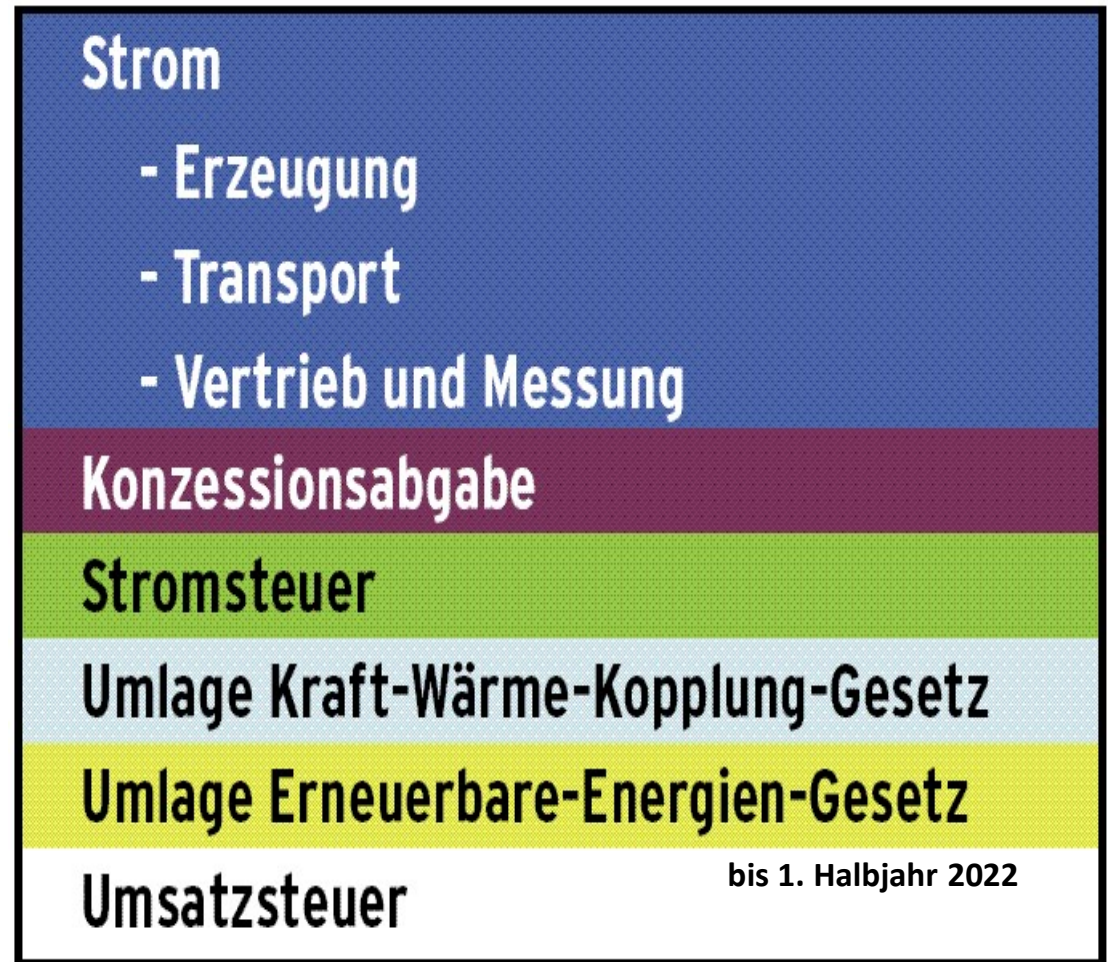 Strom
- Erzeugung
- Transport
- Vertrieb und Messung
Konzessionsabgabe
Stromsteuer
Umlage Kraft-Wärme-Kopplung-Gesetz
Umlage Erneuerbare-Energien-Gesetz
bis 1. Halbjahr 2022
Umsatzsteuer